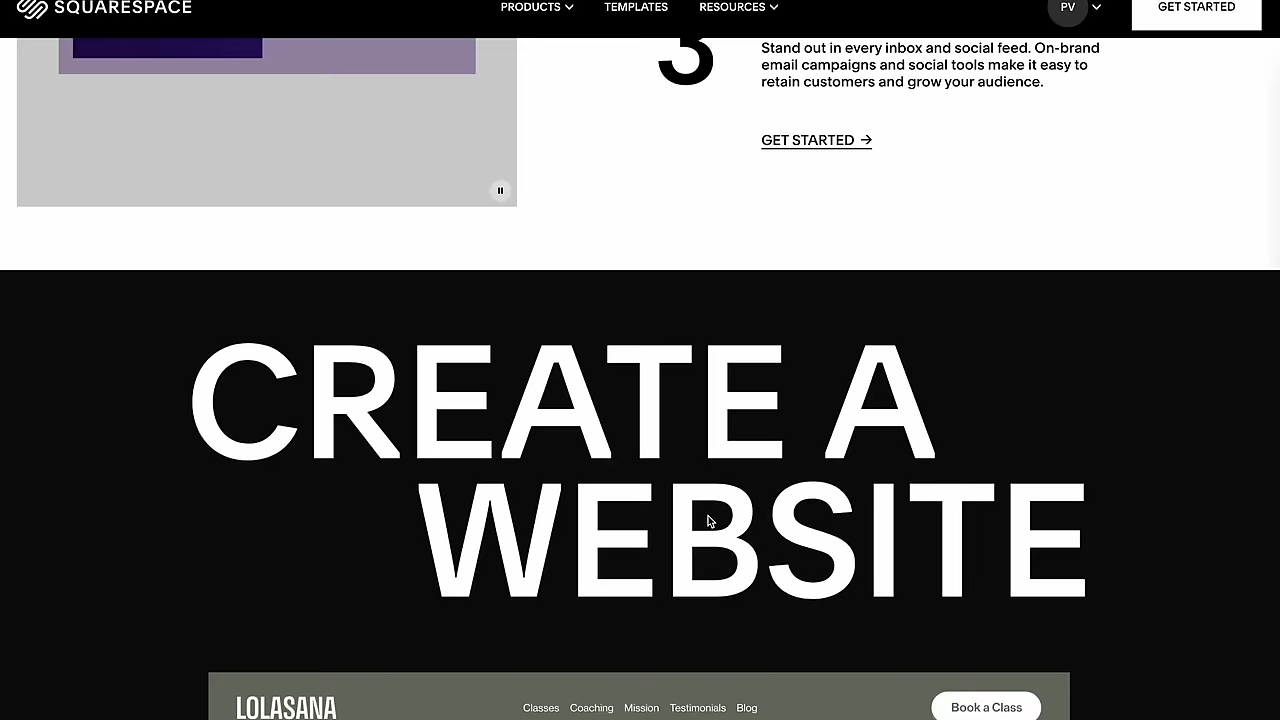 SQUARESPACE
PRODUCTS
TEMPLATES
RESOURCES
PV
GET STARTED
3
Stand out in every inbox and social feed. On-brand
email campaigns and social tools make it easy to
retain customers and grow your audience.
GET STARTED →
CREATE A
WEBSITE
LOLASANA
Classes
Coaching
Mission
Testimonials
Blog
Book a Class